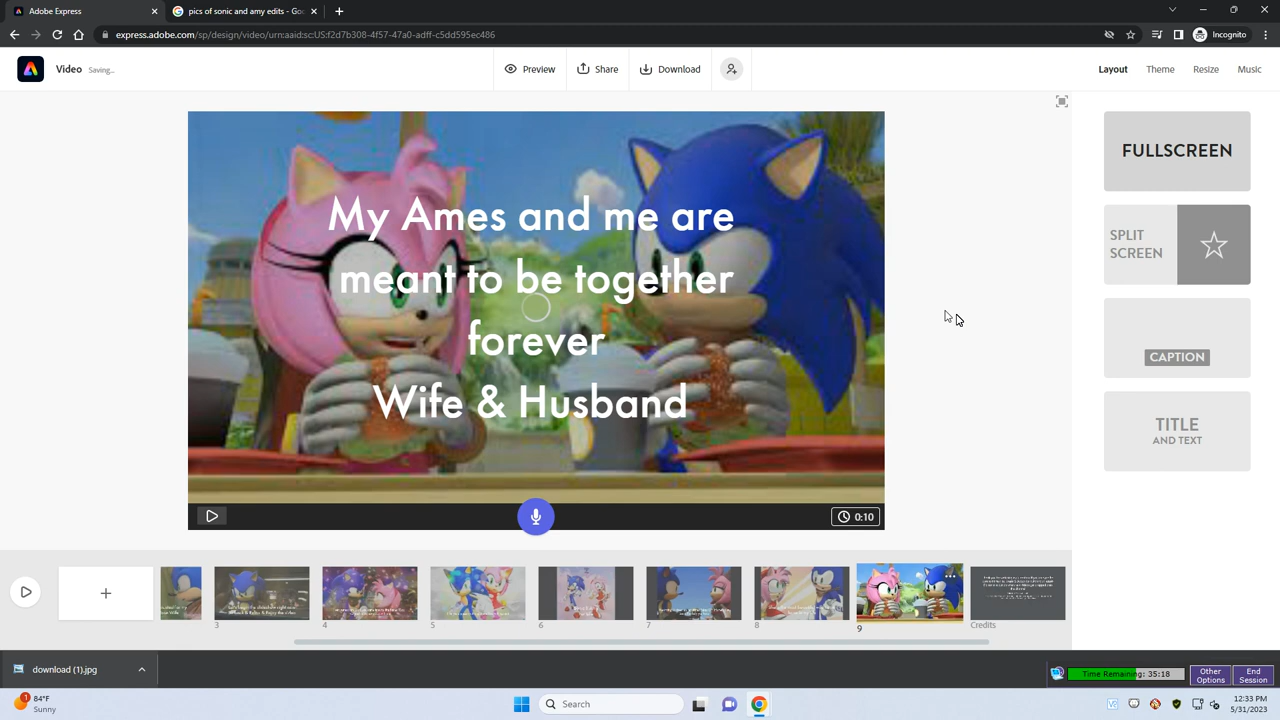 Adobe Express
pics of sonic and amy edits - Goo
express.adobe.com/sp/design/video/urn:aaid:sc:US:f2d7b308-4f57-47a0-adff-c5dd595ec486
Incognito
Video Saving...
Preview
Share
Download
Layout
Theme
Resize
Music
My Ames and me are
meant to be together
forever
Wife & Husband
0:10
FULLSCREEN
SPLIT
SCREEN
CAPTION
TITLE
AND TEXT
3
4
5
6
7
8
9
Credits
download (1).jpg
Time Remaining: 35:18
Other
Options
End
Session
1
84°F
Sunny
Search
12:33 PM
5/31/2023